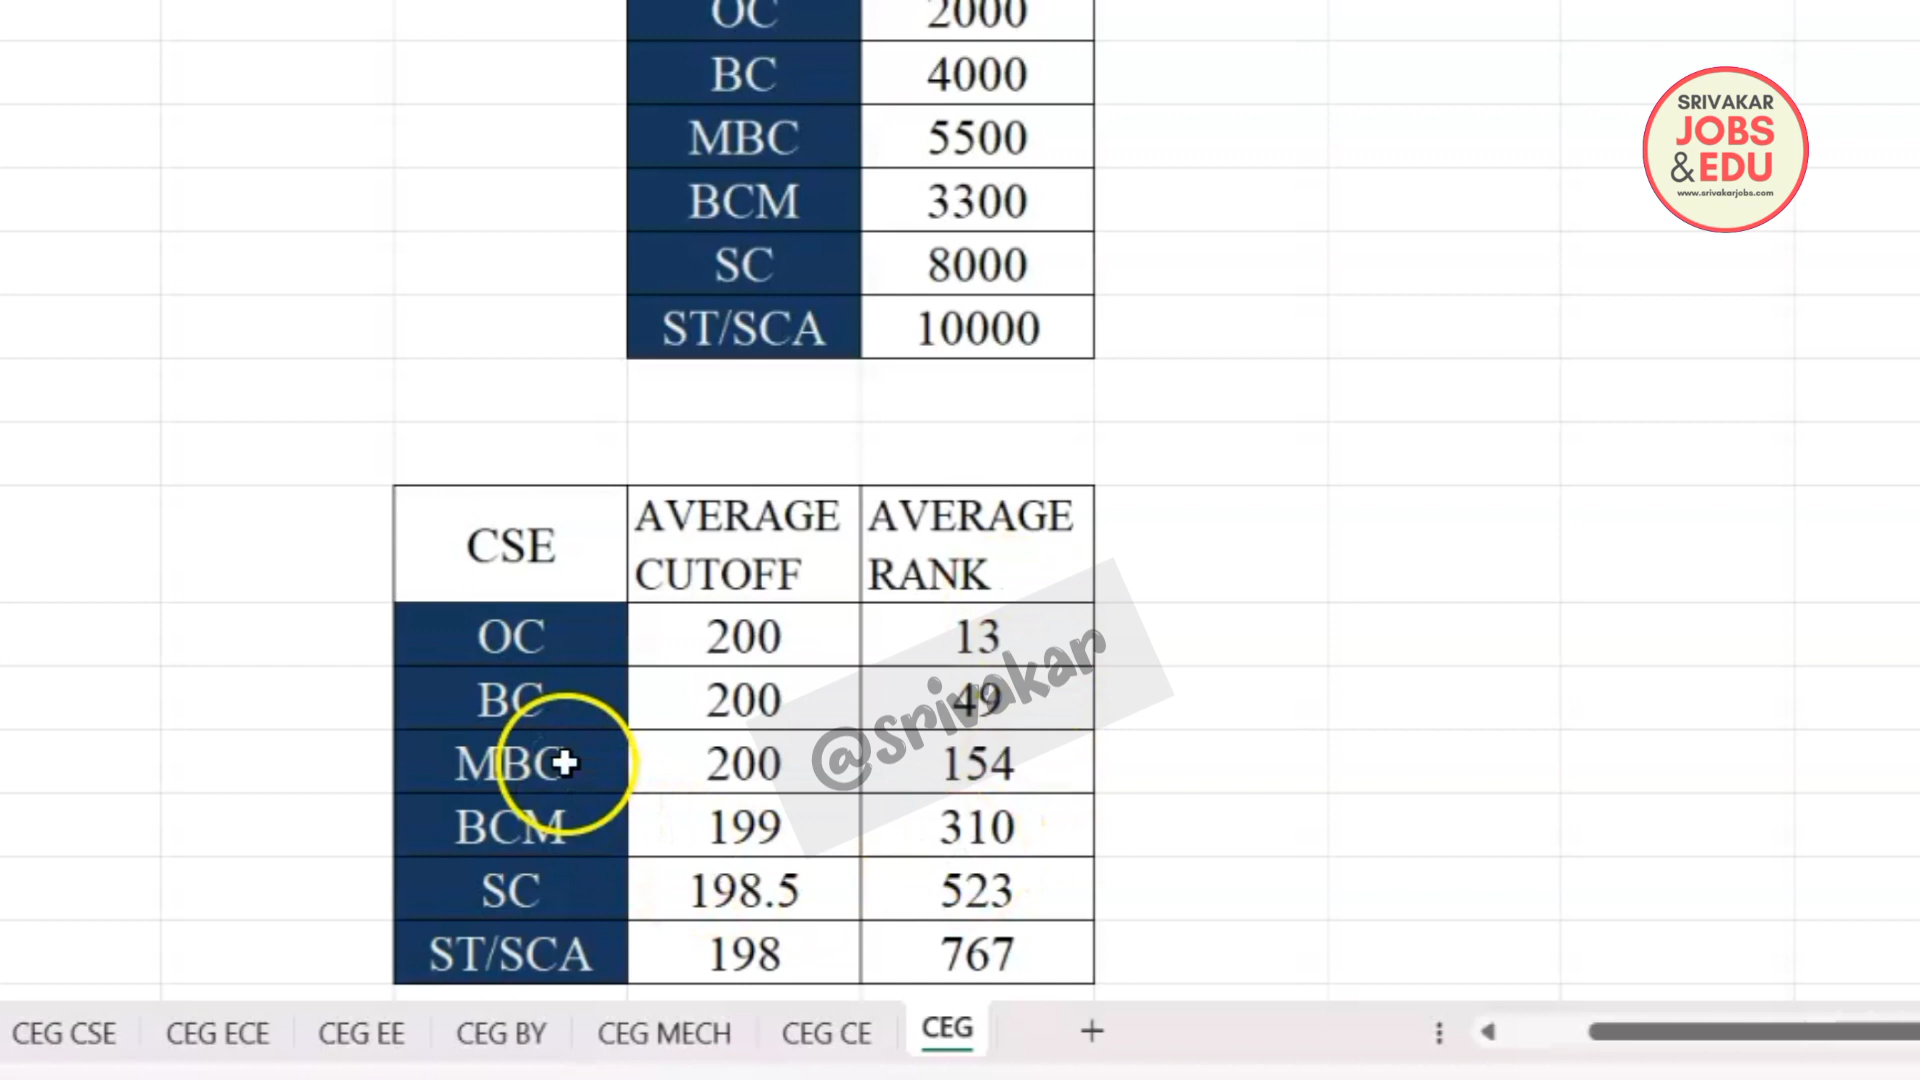 OC 2000
BC 4000
MBC 5500
BCM 3300
SC 8000
ST/SCA 10000
SRIVAKAR
JOBS
&EDU
www.srivakarjobs.com
CSE AVERAGE CUTOFF AVERAGE RANK
OC 200 13
BC 200 49
MBC 200 154
BCM 199 310
SC 198.5 523
ST/SCA 198 767
@srivakar
CEG CSE CEG ECE CEG EE CEG BY CEG MECH CEG CE CEG +